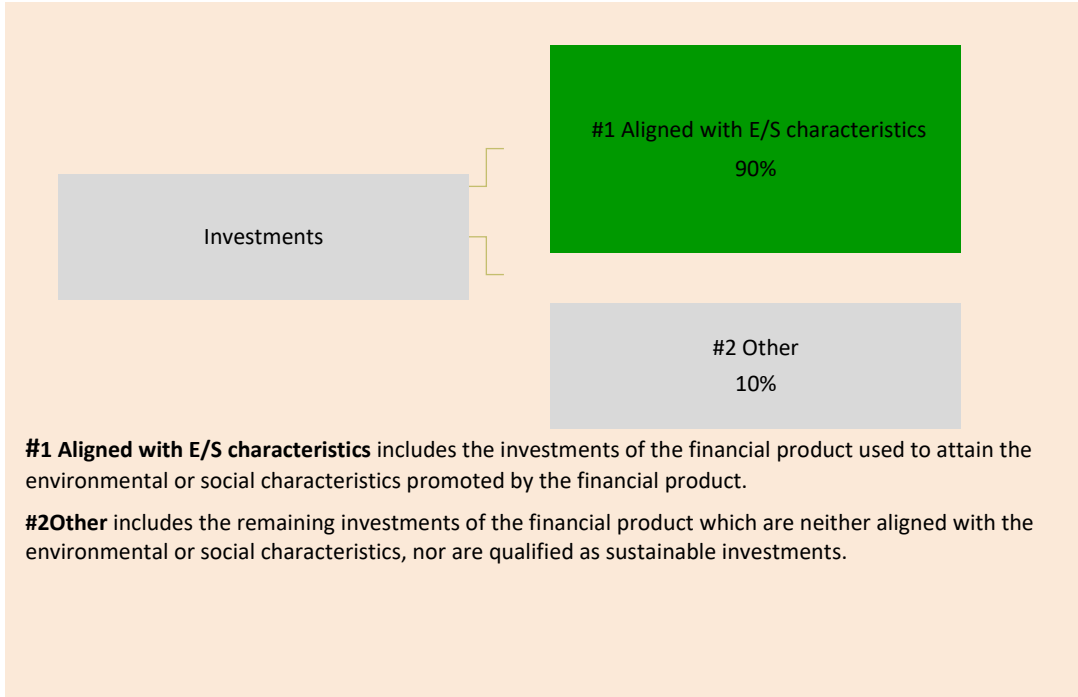 #1 Aligned with E/S characteristics
90%
Investments
#2 Other
10%
#1 Aligned with E/S characteristics includes the investments of the financial product used to attain the
environmental or social characteristics promoted by the financial product.
#2Other includes the remaining investments of the financial product which are neither aligned with the
environmental or social characteristics, nor are qualified as sustainable investments.